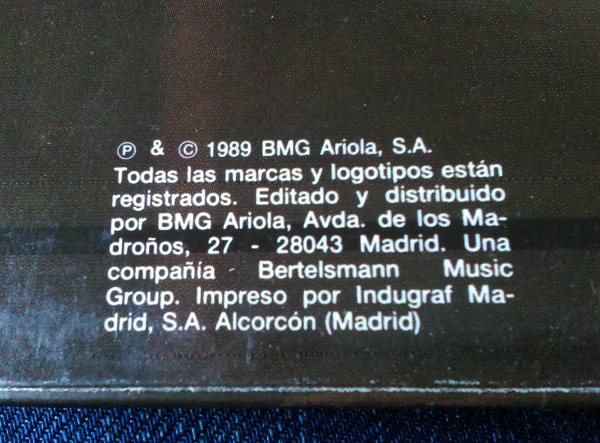 ℗ & © 1989 BMG Ariola, S.A.
Todas las marcas y logotipos están
registrados. Editado y distribuido
por BMG Ariola, Avda. de los Ma-
droños, 27 - 28043 Madrid. Una
compañía Bertelsmann Music
Group. Impreso por Indugraf Ma-
drid, S.A. Alcorcón (Madrid)